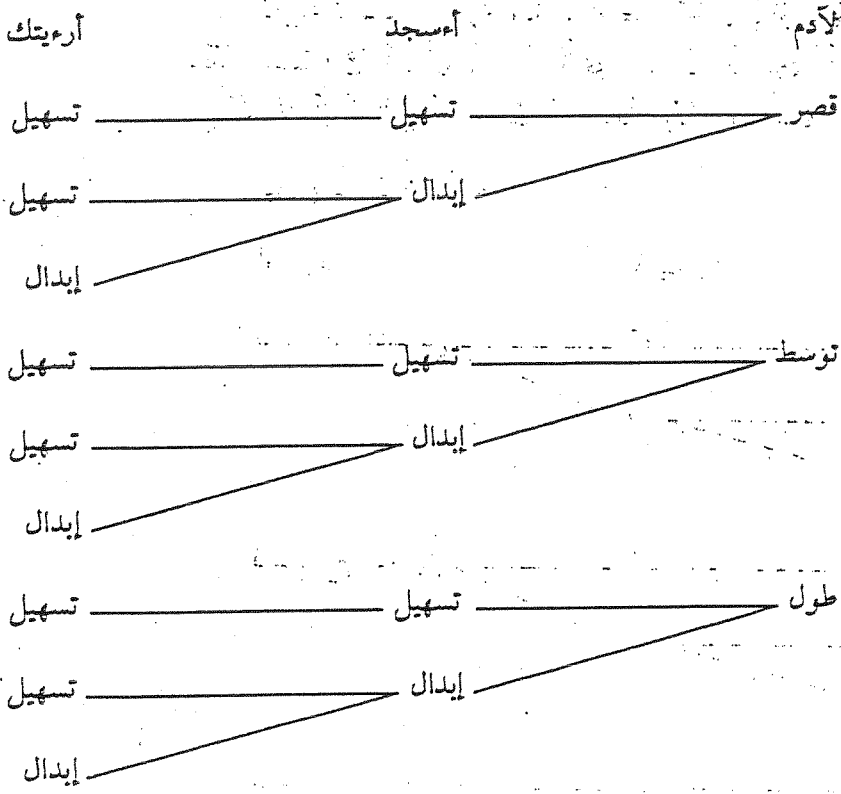 لآدم أءسجد أرءيتك
قصر تسهيل تسهيل
إبدال تسهيل
إبدال
توسط تسهيل تسهيل
إبدال تسهيل
إبدال
طول تسهيل تسهيل
إبدال تسهيل
إبدال